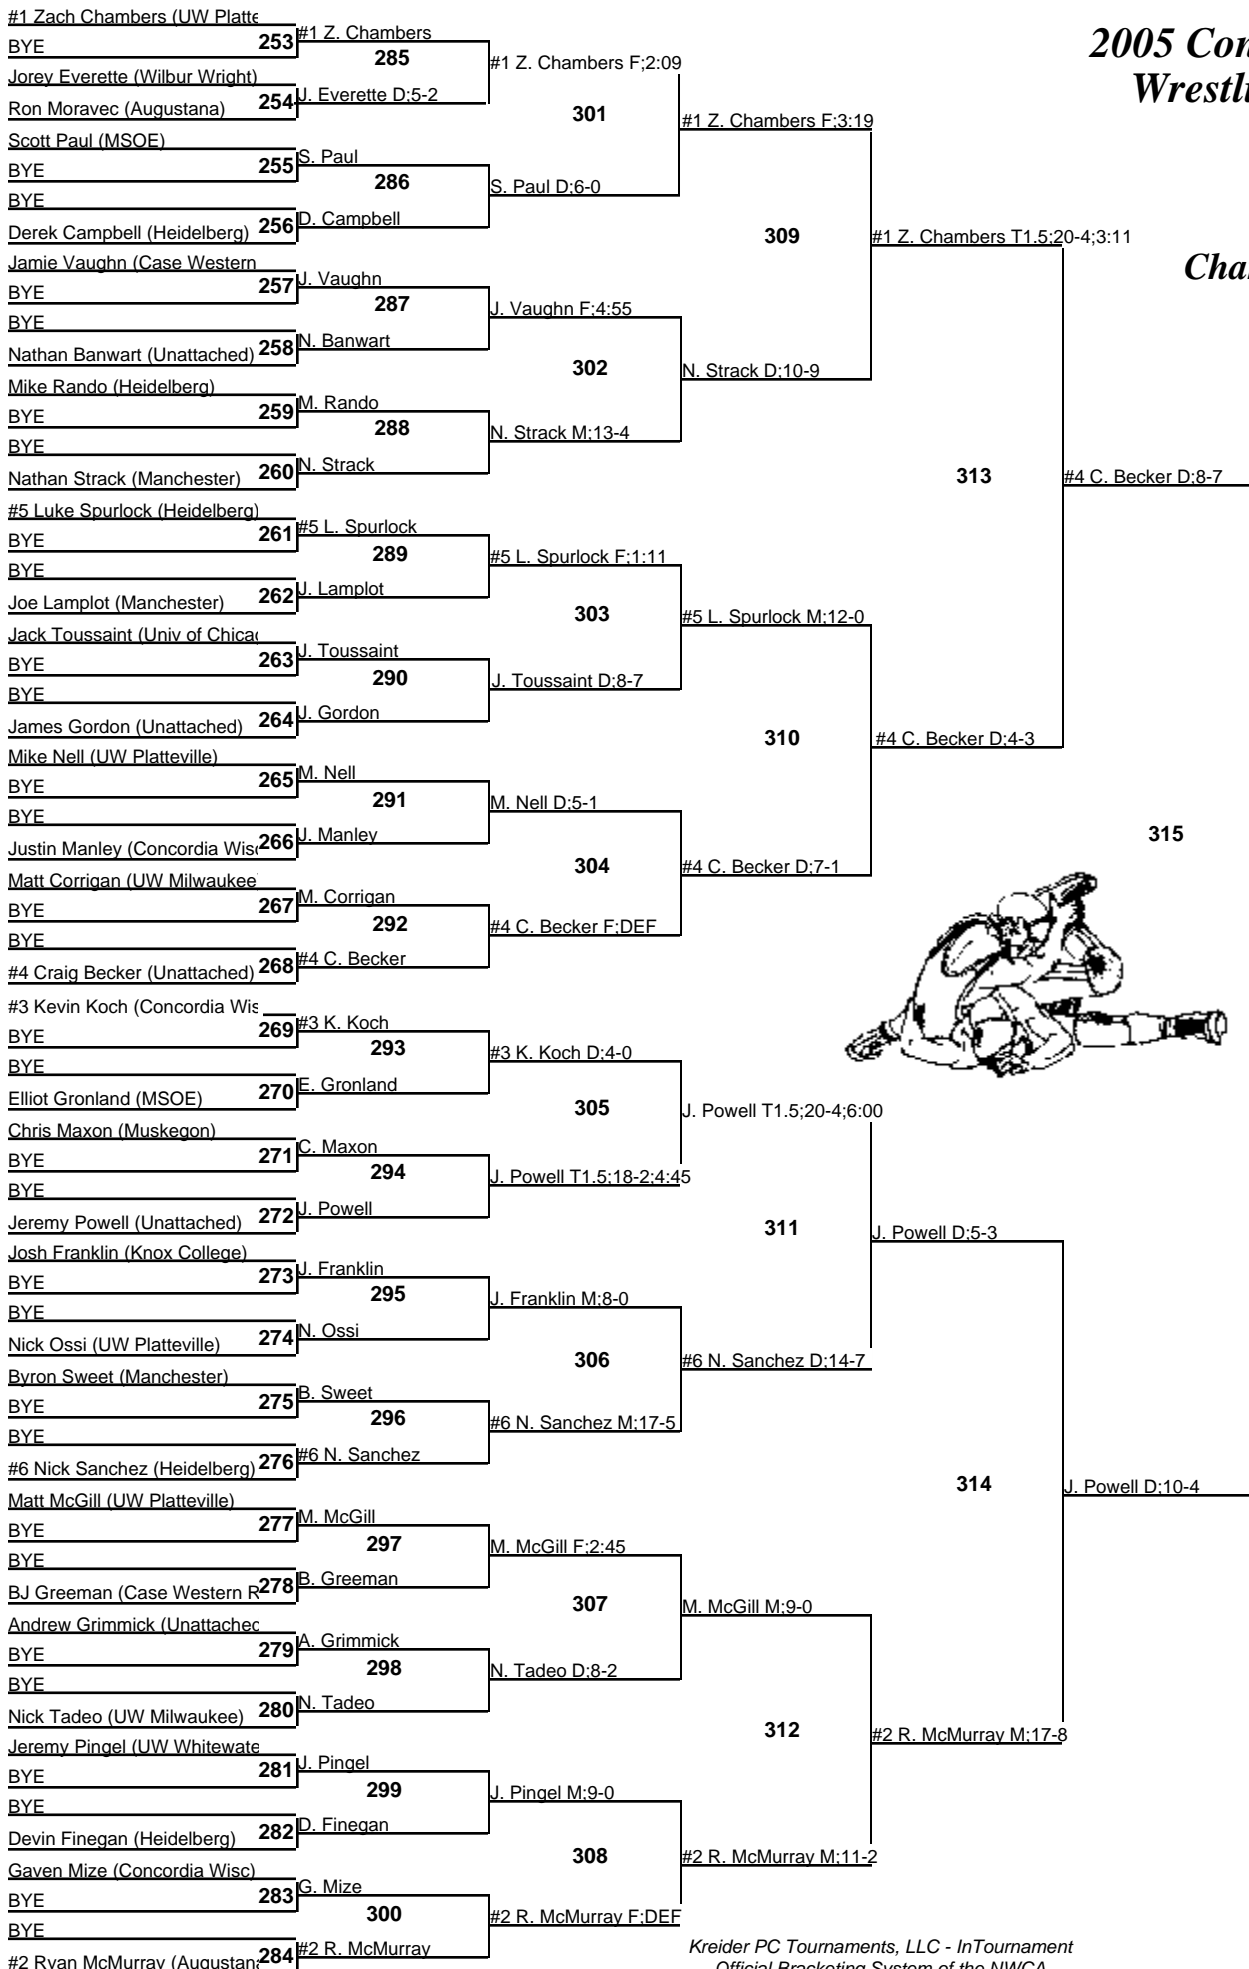 2005 Con
Wrestli
Cha
#1 Zach Chambers (UW Platte
BYE
Jorey Everette (Wilbur Wright)
Ron Moravec (Augustana)
Scott Paul (MSOE)
BYE
BYE
Derek Campbell (Heidelberg)
Jamie Vaughn (Case Western
BYE
BYE
Nathan Banwart (Unattached)
Mike Rando (Heidelberg)
BYE
BYE
Nathan Strack (Manchester)
#5 Luke Spurlock (Heidelberg)
BYE
BYE
Joe Lamplot (Manchester)
Jack Toussaint (Univ of Chicag
BYE
BYE
James Gordon (Unattached)
Mike Nell (UW Platteville)
BYE
BYE
Justin Manley (Concordia Wisc
Matt Corrigan (UW Milwaukee)
BYE
BYE
#4 Craig Becker (Unattached)
#3 Kevin Koch (Concordia Wis
BYE
BYE
Elliot Gronland (MSOE)
Chris Maxon (Muskegon)
BYE
BYE
Jeremy Powell (Unattached)
Josh Franklin (Knox College)
BYE
BYE
Nick Ossi (UW Platteville)
Byron Sweet (Manchester)
BYE
BYE
#6 Nick Sanchez (Heidelberg)
Matt McGill (UW Platteville)
BYE
BYE
BJ Greeman (Case Western R
Andrew Grimmick (Unattached
BYE
BYE
Nick Tadeo (UW Milwaukee)
Jeremy Pingel (UW Whitewate
BYE
BYE
Devin Finegan (Heidelberg)
Gaven Mize (Concordia Wisc)
BYE
BYE
#2 Ryan McMurray (Augustana
253
254
255
256
257
258
259
260
261
262
263
264
265
266
267
268
269
270
271
272
273
274
275
276
277
278
279
280
281
282
283
284
#1 Z. Chambers
285
J. Everette D;5-2
S. Paul
286
D. Campbell
J. Vaughn
287
N. Banwart
M. Rando
288
N. Strack
#5 L. Spurlock
289
J. Lamplot
J. Toussaint
290
J. Gordon
M. Nell
291
J. Manley
M. Corrigan
292
#4 C. Becker
#3 K. Koch
293
E. Gronland
C. Maxon
294
J. Powell
J. Franklin
295
N. Ossi
B. Sweet
296
#6 N. Sanchez
M. McGill
297
B. Greeman
A. Grimmick
298
N. Tadeo
J. Pingel
299
D. Finegan
G. Mize
300
#2 R. McMurray
#1 Z. Chambers F;2:09
301
S. Paul D;6-0
J. Vaughn F;4:55
302
N. Strack M;13-4
#5 L. Spurlock F;1:11
303
J. Toussaint D;8-7
M. Nell D;5-1
304
#4 C. Becker F;DEF
#3 K. Koch D;4-0
305
J. Powell T1.5;18-2;4:45
J. Franklin M;8-0
306
#6 N. Sanchez M;17-5
M. McGill F;2:45
307
N. Tadeo D;8-2
J. Pingel M;9-0
308
#2 R. McMurray F;DEF
#1 Z. Chambers F;3:19
309
N. Strack D;10-9
#5 L. Spurlock M;12-0
310
#4 C. Becker D;7-1
J. Powell T1.5;20-4;6:00
311
#6 N. Sanchez D;14-7
M. McGill M;9-0
312
#2 R. McMurray M;11-2
#1 Z. Chambers T1.5;20-4;3:11
313
#4 C. Becker D;4-3
J. Powell D;5-3
314
#2 R. McMurray M;17-8
#4 C. Becker D;8-7
315
J. Powell D;10-4
Kreider PC Tournaments, LLC - InTournament
Official Bracketing System of the NWCA